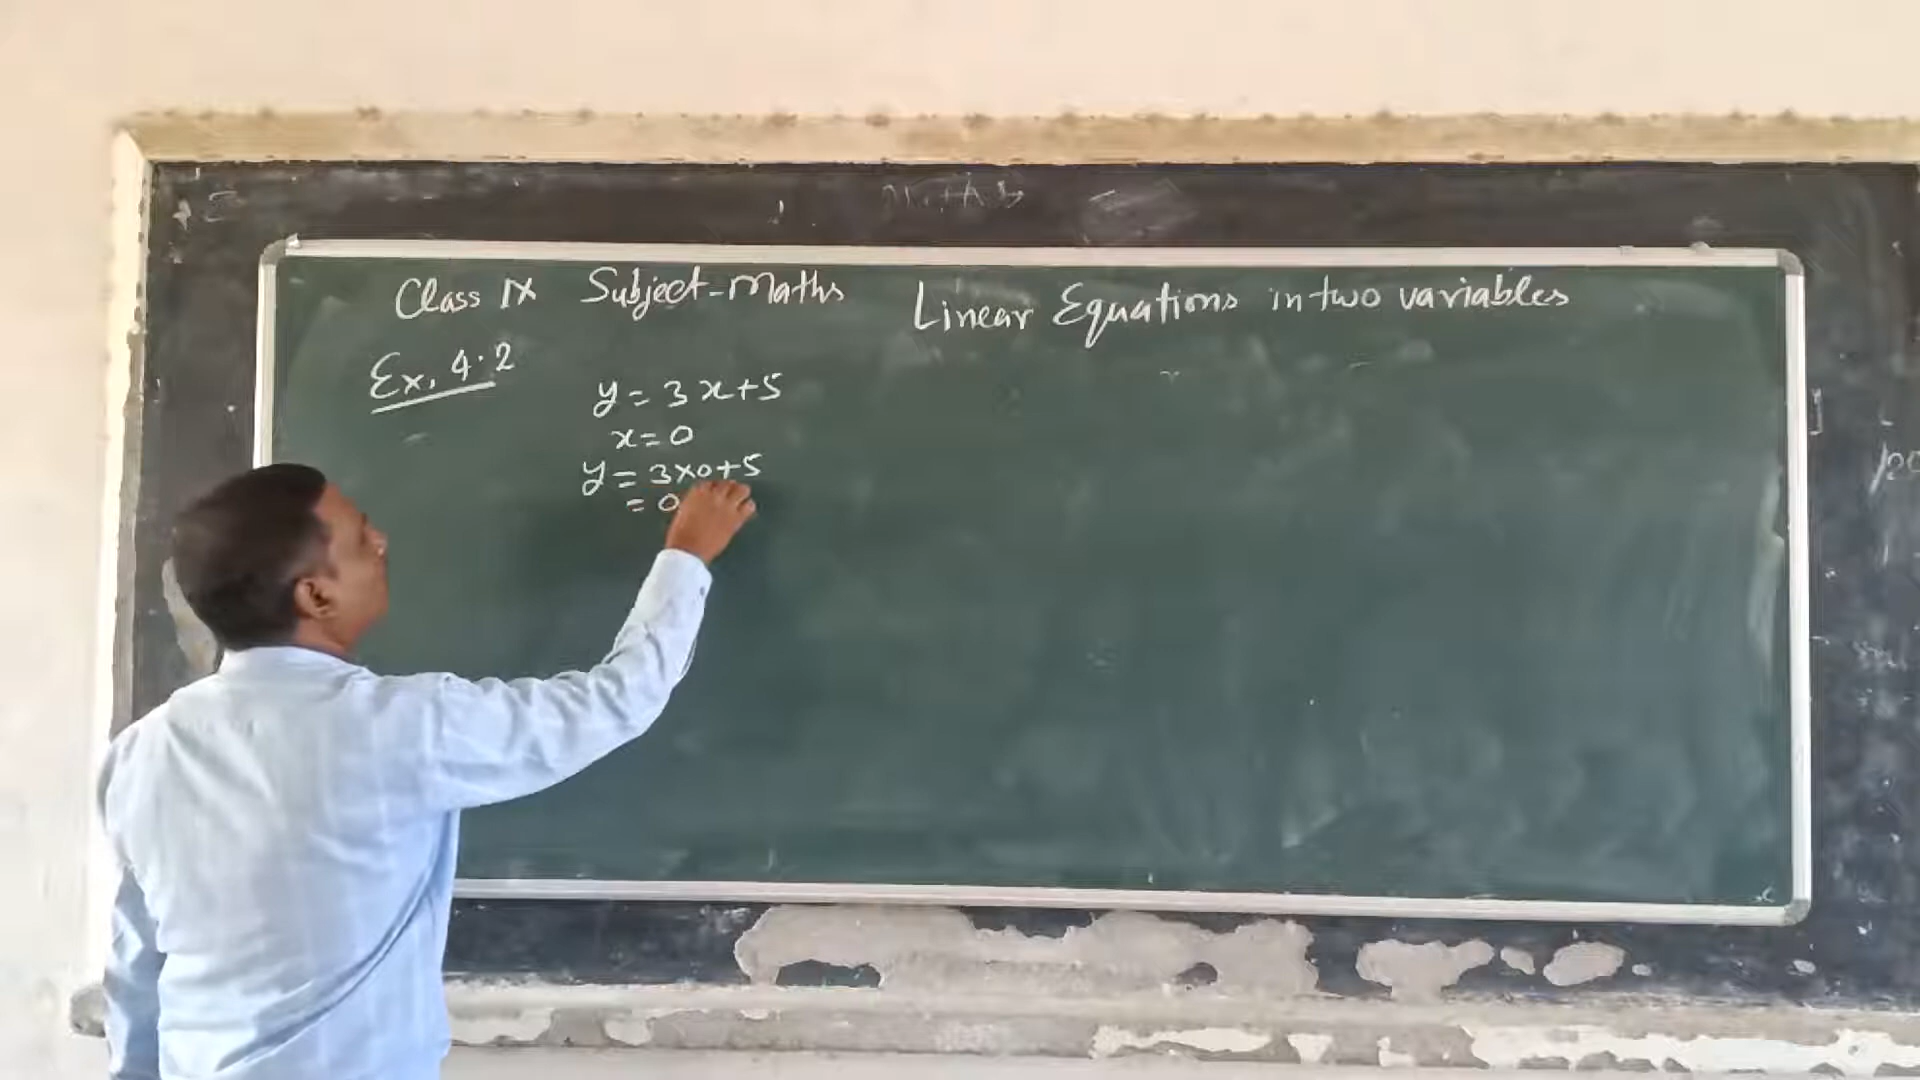 Class IX Subject-Maths Linear Equations in two variables
Ex. 4.2
y = 3x+5
x=0
y = 3x0+5
= 0